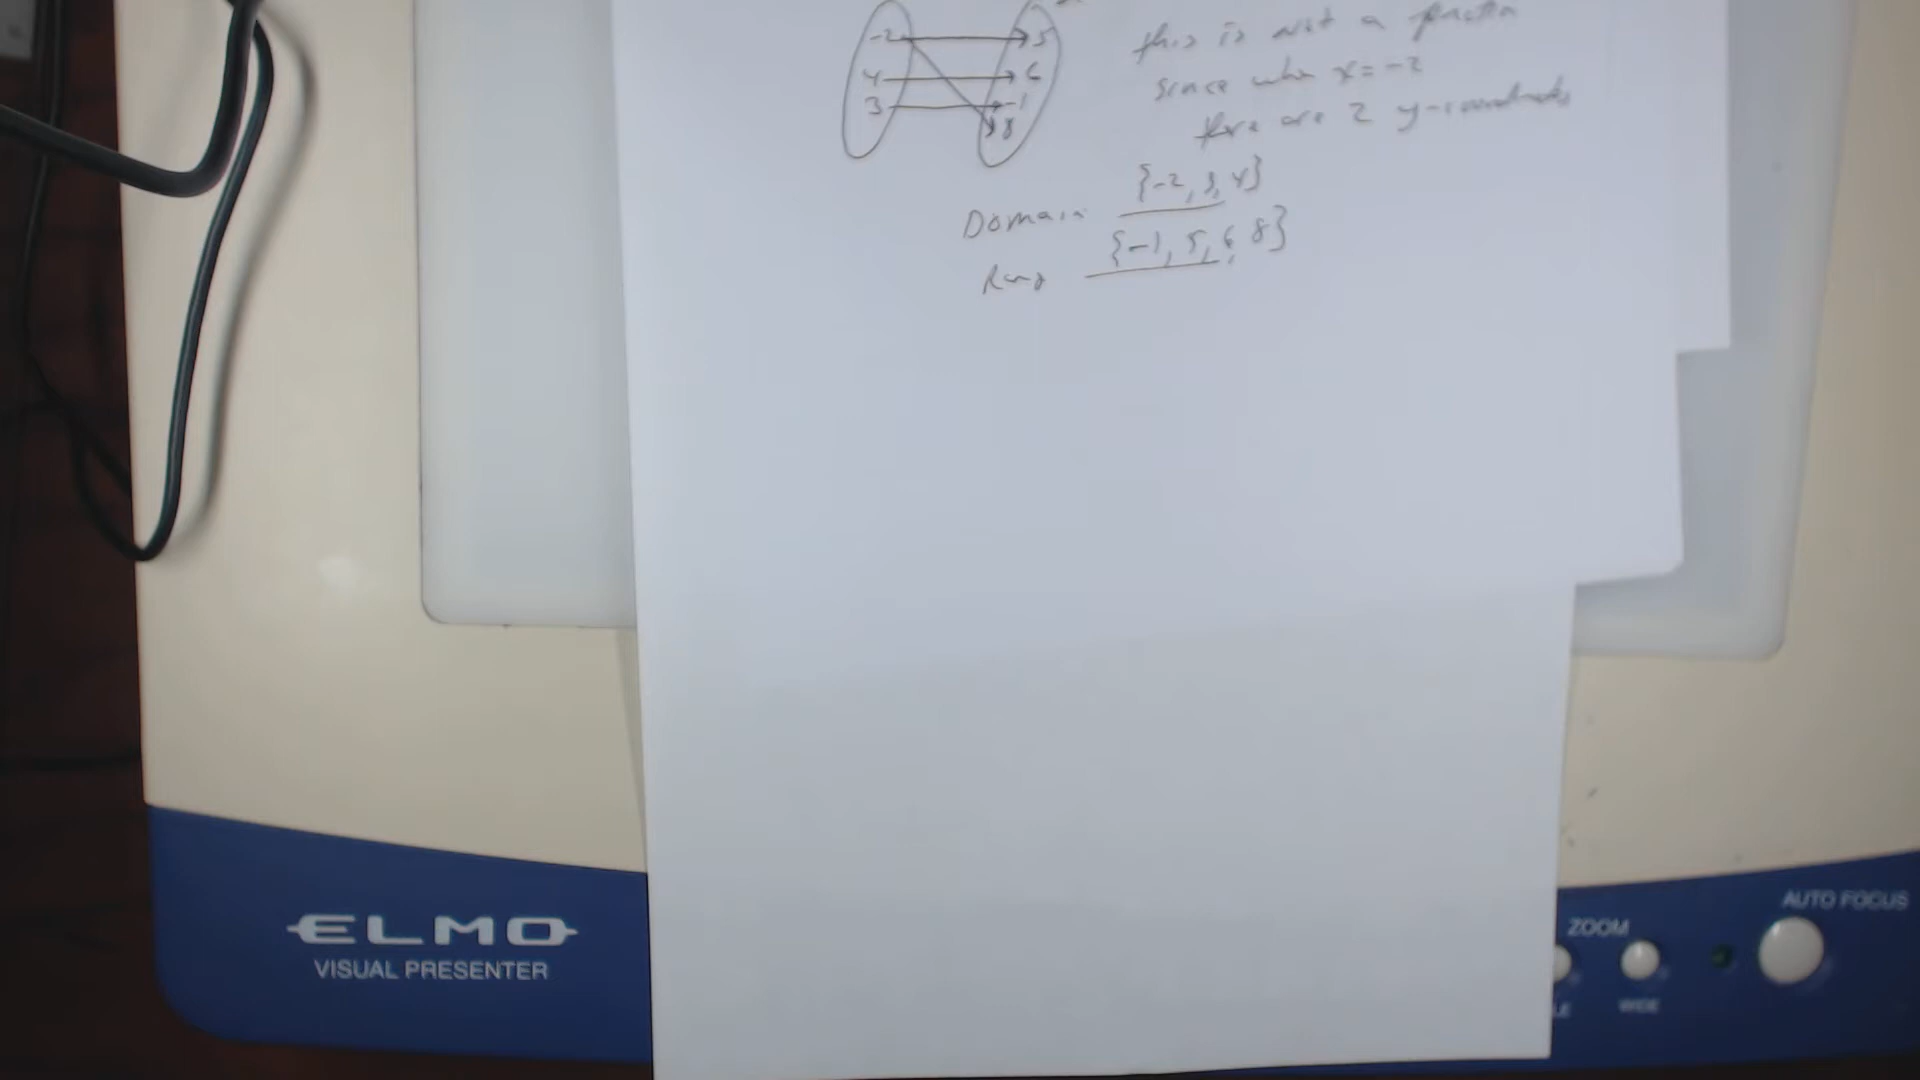 -2 5
4 6
3 -1
8
this is not a function
since when x = -2
there are 2 y-coordinates
Domain {-2, 3, 4}
Rang {-1, 5, 6, 8}
ELMO
VISUAL PRESENTER
ZOOM
AUTO FOCUS
WIDE